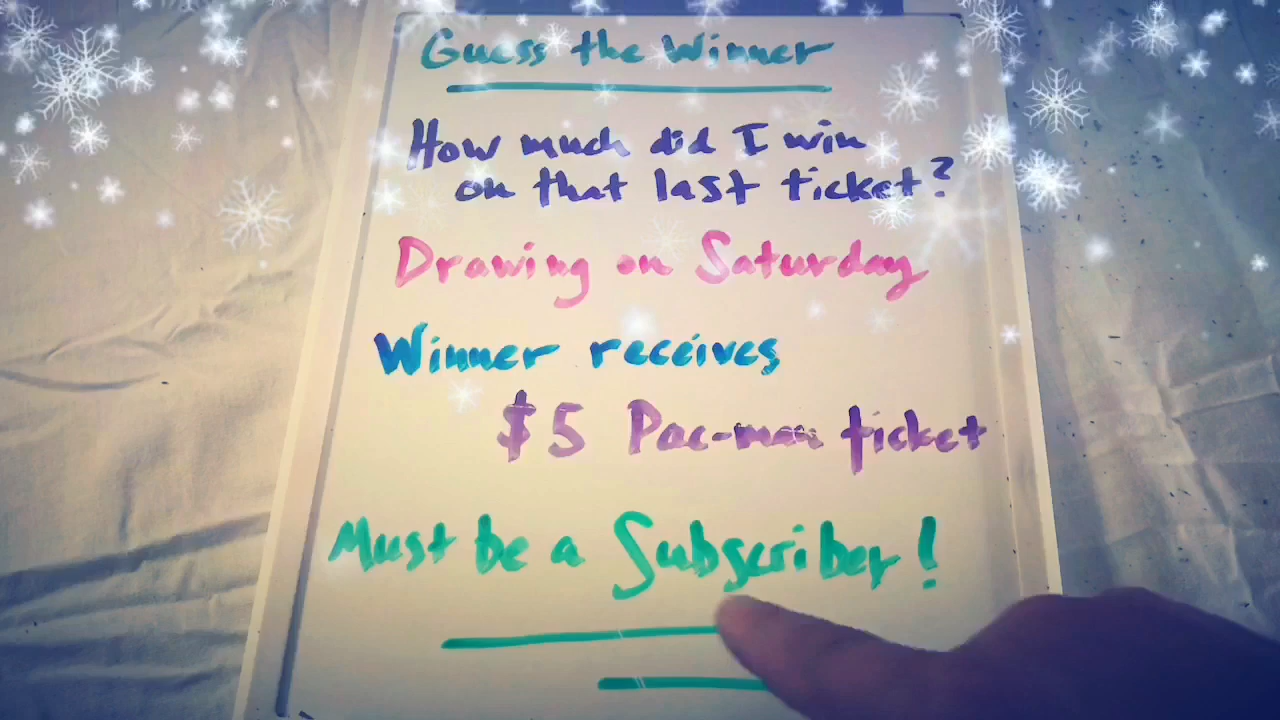 Guess the Winner
How much did I win
on that last ticket?
Drawing on Saturday
Winner receives
$5 Pac-man ticket
Must be a Subscriber!